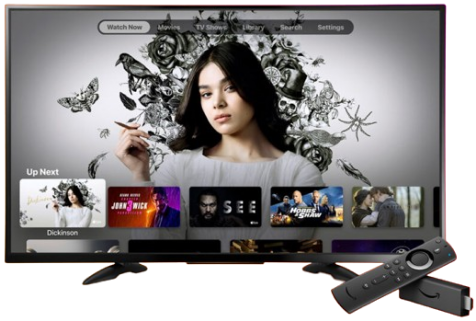 Watch Now Movies TV Shows Library Search Settings
Up Next
JOHN WICK
SEE
HOBBS & SHAW
Dickinson